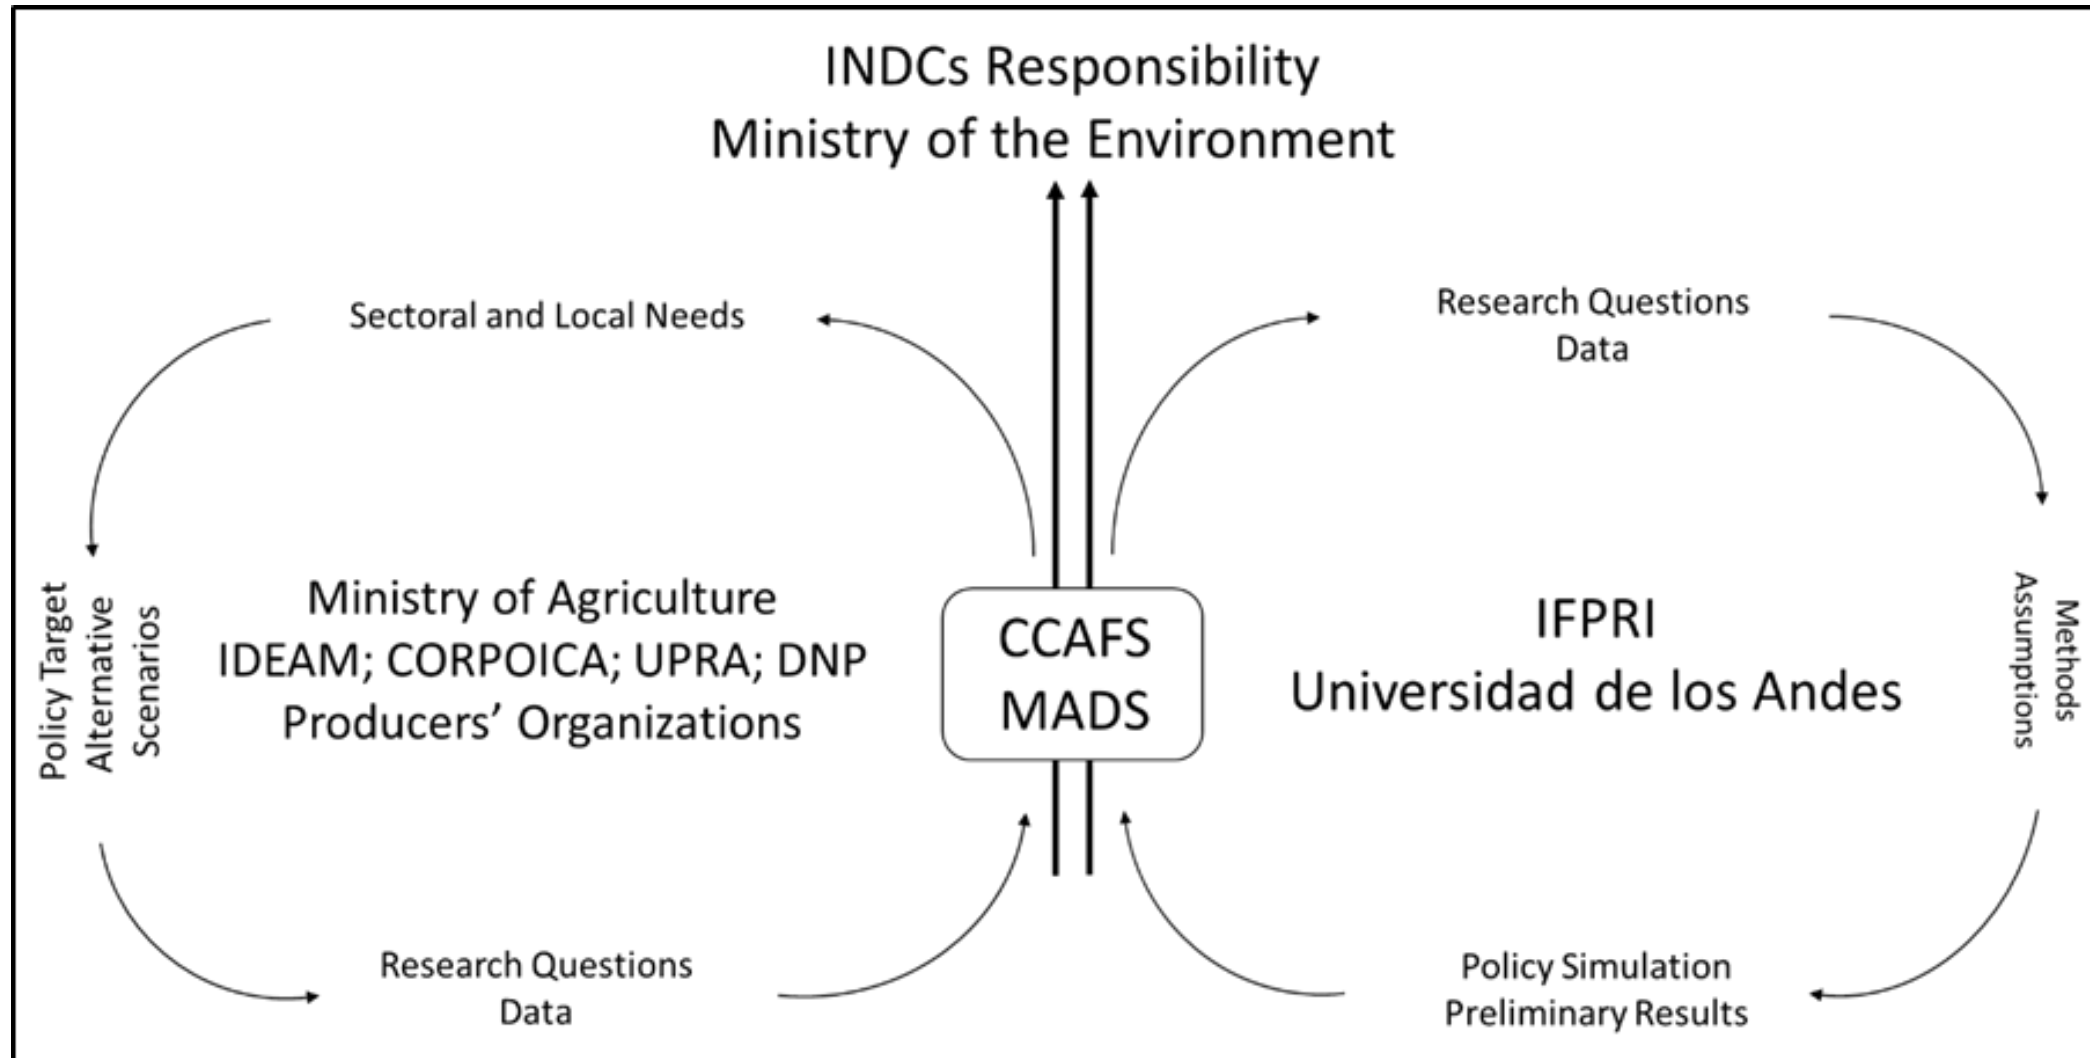 INDCs Responsibility
Ministry of the Environment
Sectoral and Local Needs
Research Questions
Data
Policy Target
Alternative
Scenarios
Ministry of Agriculture
IDEAM; CORPOICA; UPRA; DNP
Producers’ Organizations
CCAFS
MADS
IFPRI
Universidad de los Andes
Methods
Assumptions
Research Questions
Data
Policy Simulation
Preliminary Results